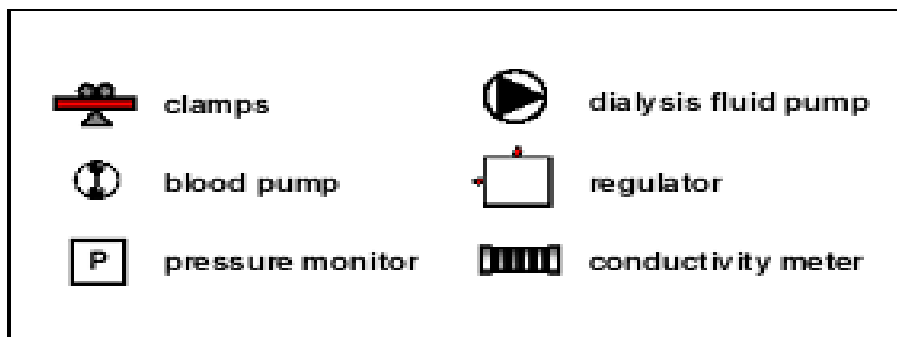 clamps
dialysis fluid pump
blood pump
regulator
P
pressure monitor
conductivity meter